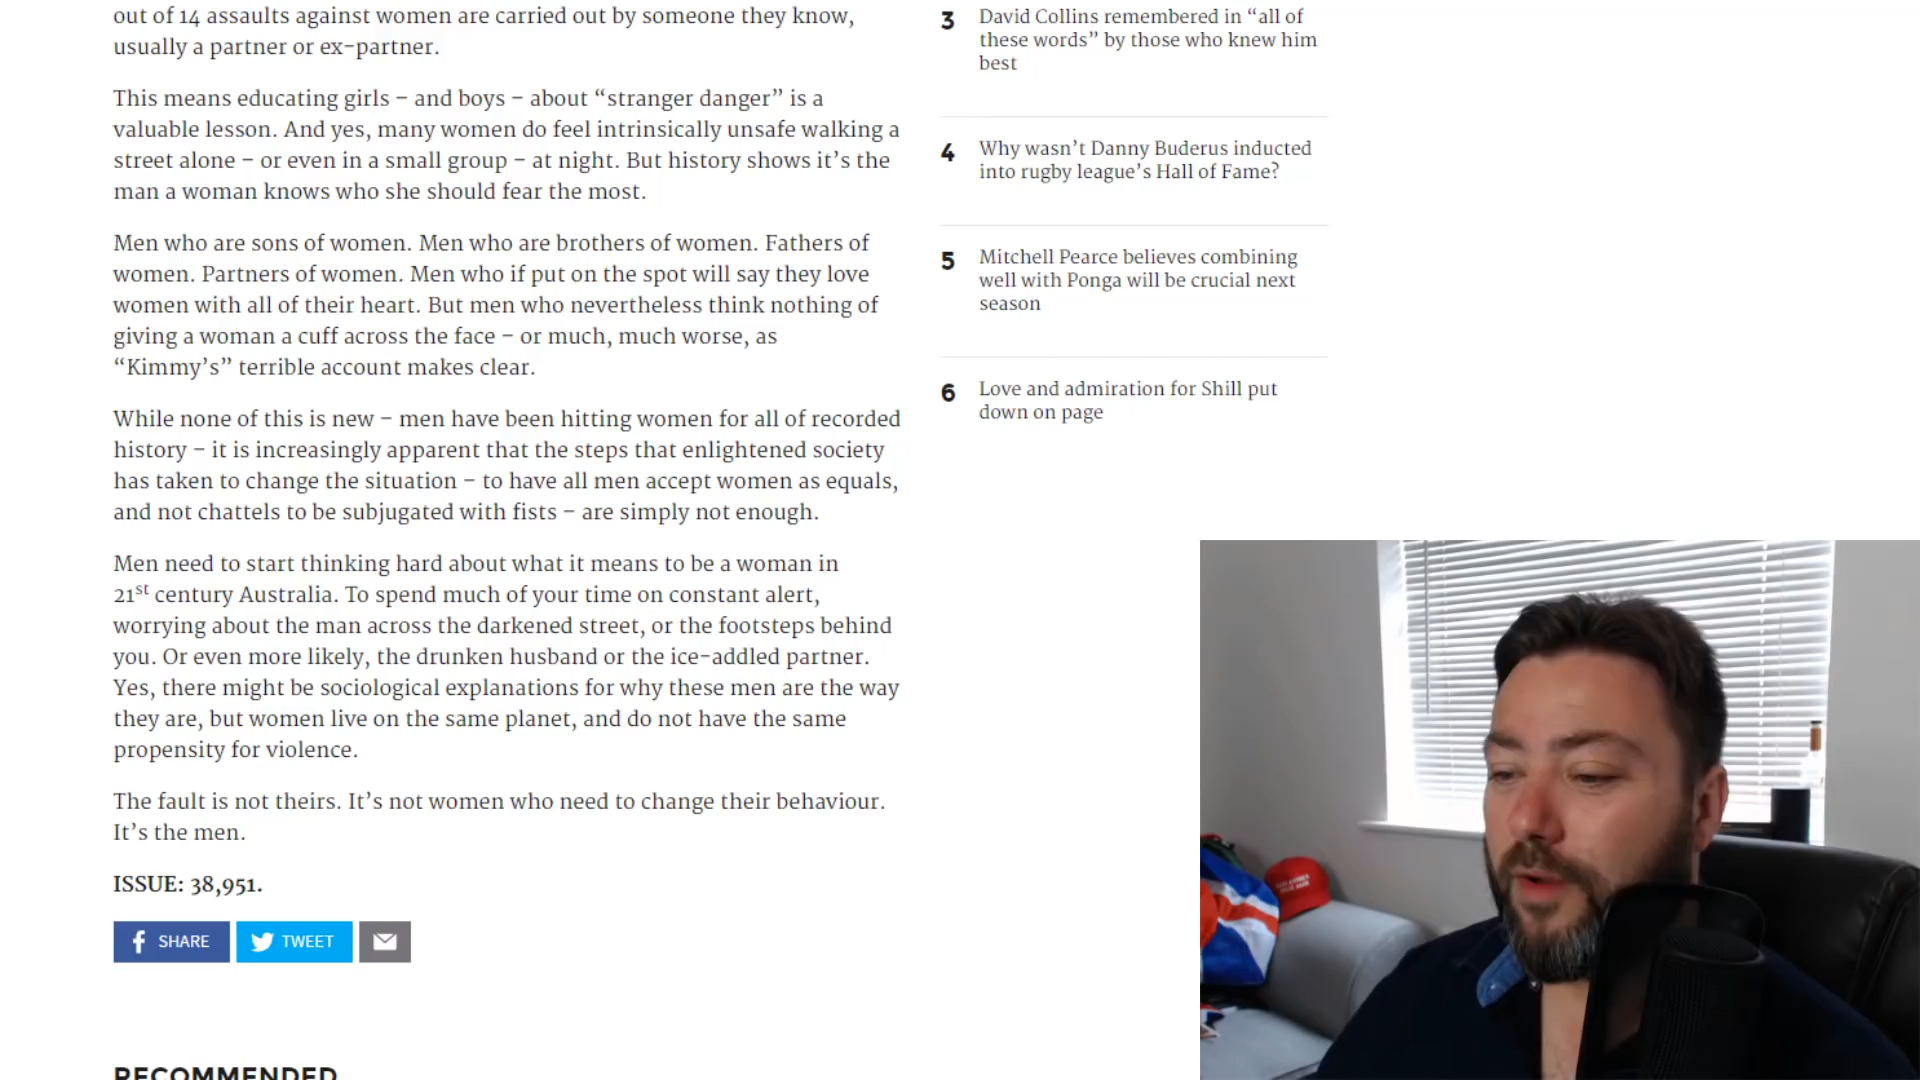 out of 14 assaults against women are carried out by someone they know,
usually a partner or ex-partner.
This means educating girls – and boys – about “stranger danger” is a
valuable lesson. And yes, many women do feel intrinsically unsafe walking a
street alone – or even in a small group – at night. But history shows it’s the
man a woman knows who she should fear the most.
Men who are sons of women. Men who are brothers of women. Fathers of
women. Partners of women. Men who if put on the spot will say they love
women with all of their heart. But men who nevertheless think nothing of
giving a woman a cuff across the face – or much, much worse, as
“Kimmy’s” terrible account makes clear.
While none of this is new – men have been hitting women for all of recorded
history – it is increasingly apparent that the steps that enlightened society
has taken to change the situation – to have all men accept women as equals,
and not chattels to be subjugated with fists – are simply not enough.
Men need to start thinking hard about what it means to be a woman in
21st century Australia. To spend much of your time on constant alert,
worrying about the man across the darkened street, or the footsteps behind
you. Or even more likely, the drunken husband or the ice-addled partner.
Yes, there might be sociological explanations for why these men are the way
they are, but women live on the same planet, and do not have the same
propensity for violence.
The fault is not theirs. It’s not women who need to change their behaviour.
It’s the men.
ISSUE: 38,951.
SHARE
TWEET
RECOMMENDED
3 David Collins remembered in “all of
these words” by those who knew him
best
4 Why wasn’t Danny Buderus inducted
into rugby league’s Hall of Fame?
5 Mitchell Pearce believes combining
well with Ponga will be crucial next
season
6 Love and admiration for Shill put
down on page